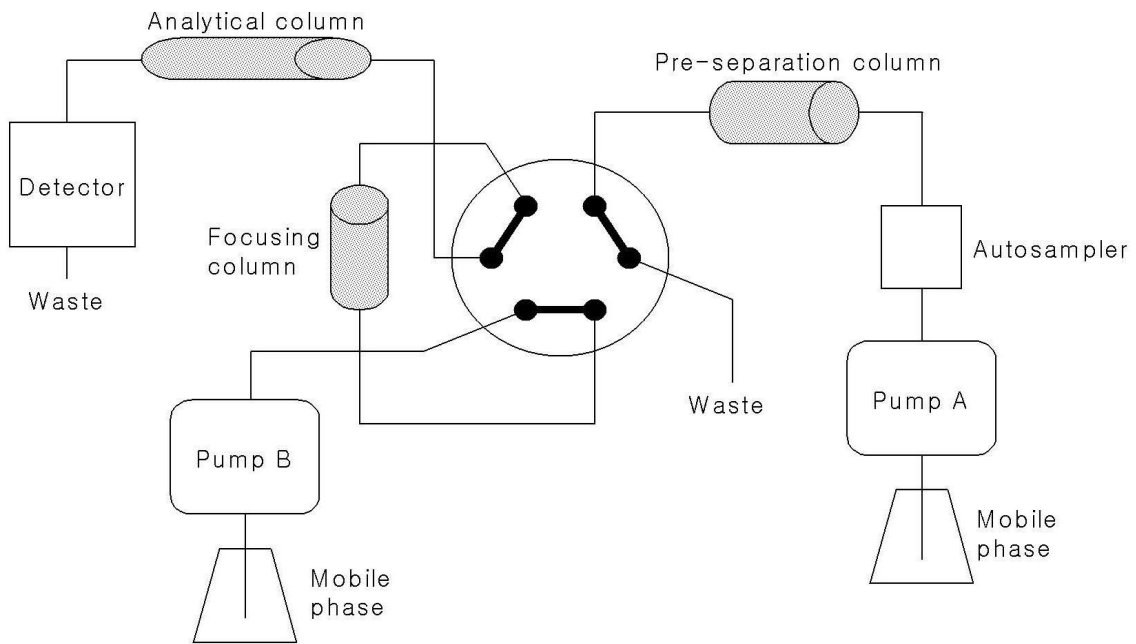 Analytical column
Pre-separation column
Detector
Focusing
column
Autosampler
Waste
Pump A
Waste
Pump B
Mobile
phase
Mobile
phase